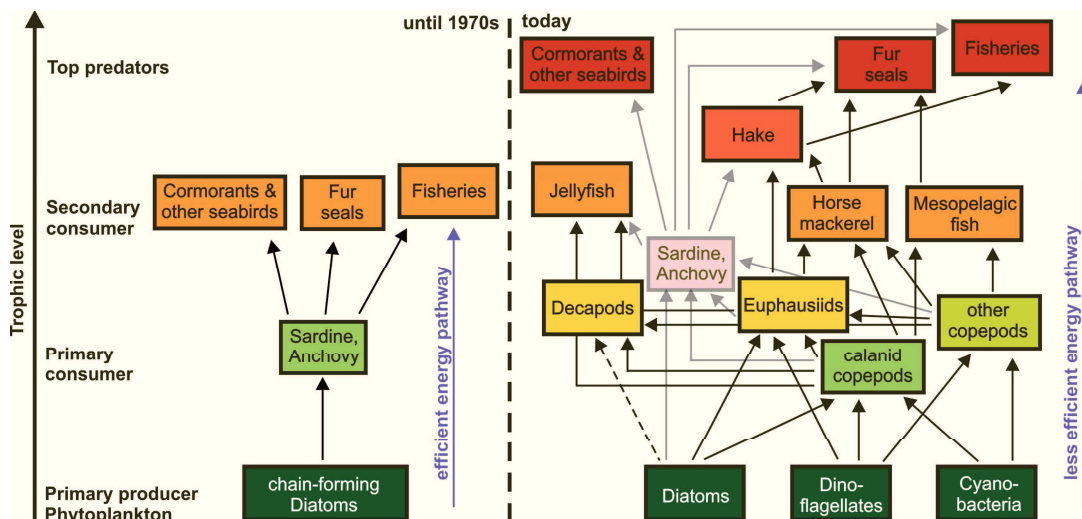 until 1970s
today
Trophic level
Top predators
Secondary
consumer
Primary
consumer
Primary producer
Phytoplankton
Cormorants &
other seabirds
Fur
seals
Fisheries
Sardine,
Anchovy
chain-forming
Diatoms
efficient energy pathway
Cormorants &
other seabirds
Fur
seals
Fisheries
Hake
Jellyfish
Horse
mackerel
Mesopelagic
fish
Sardine,
Anchovy
Decapods
Euphausiids
other
copepods
calanid
copepods
Diatoms
Dino-
flagellates
Cyano-
bacteria
less efficient energy pathway